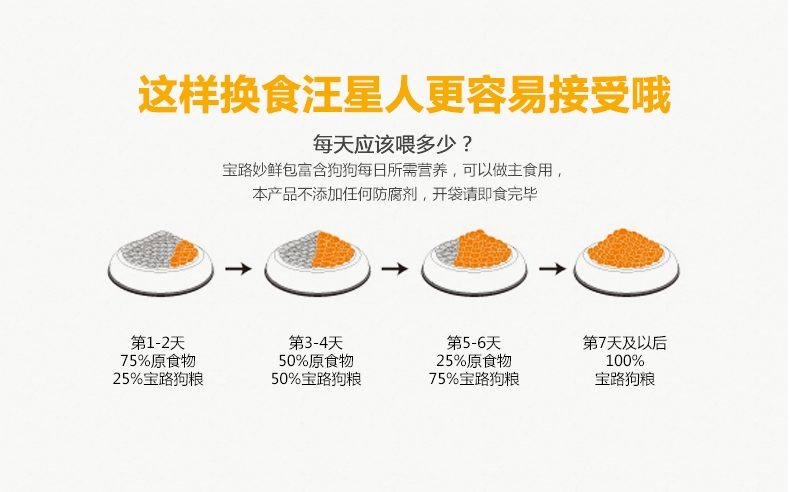 这样换食汪星人更容易接受哦
每天应该喂多少？
宝路妙鲜包富含狗狗每日所需营养，可以做主食用，
本产品不添加任何防腐剂，开袋请即食完毕
第1-2天
75%原食物
25%宝路狗粮
第3-4天
50%原食物
50%宝路狗粮
第5-6天
25%原食物
75%宝路狗粮
第7天及以后
100%
宝路狗粮